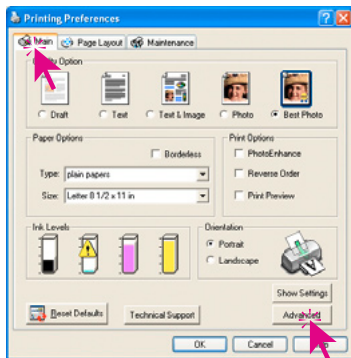 Printing Preferences
Main Page Layout Maintenance
Quality Option
Draft Text Text & Image Photo Best Photo
Paper Options
Print Options
Borderless
PhotoEnhance
Type: plain papers
Reverse Order
Size: Letter 8 1/2 x 11 in
Print Preview
Ink Levels
Orientation
Portrait
Landscape
Show Settings
Reset Defaults Technical Support Advanced
OK Cancel